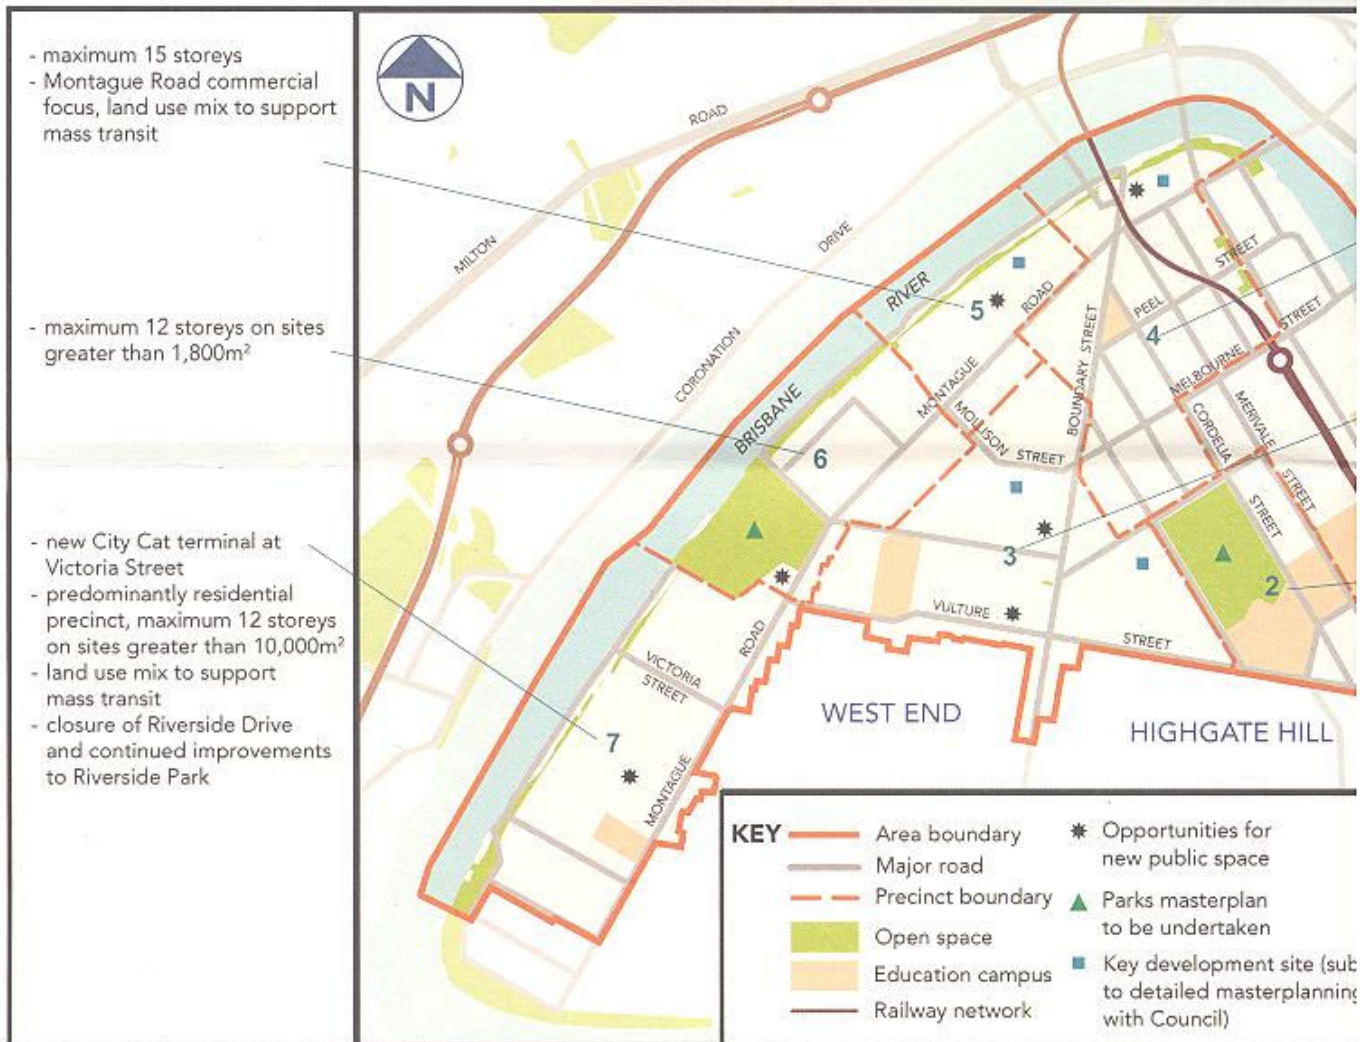 - maximum 15 storeys
- Montague Road commercial
focus, land use mix to support
mass transit
- maximum 12 storeys on sites
greater than 1,800m²
- new City Cat terminal at
Victoria Street
- predominantly residential
precinct, maximum 12 storeys
on sites greater than 10,000m²
- land use mix to support
mass transit
- closure of Riverside Drive
and continued improvements
to Riverside Park
N
MILTON
ROAD
CORONATION
DRIVE
BRISBANE
RIVER
5
MONTAGUE
ROAD
BOUNDARY STREET
PEEL
STREET
4
MELBOURNE
STREET
MOLLISON
STREET
CORDELIA
STREET
MERIVALE
STREET
6
3
2
VULTURE
STREET
ROAD
VICTORIA
STREET
7
MONTAGUE
WEST END
HIGHGATE HILL
KEY
Area boundary
Major road
Precinct boundary
Open space
Education campus
Railway network
Opportunities for
new public space
Parks masterplan
to be undertaken
Key development site (sub
to detailed masterplanning
with Council)